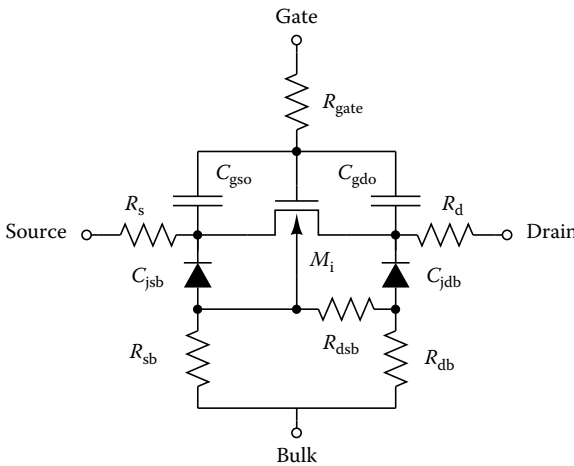 Gate
R_gate
C_gso
C_gdo
R_s
R_d
Source
Drain
M_i
C_jsb
C_jdb
R_dsb
R_sb
R_db
Bulk